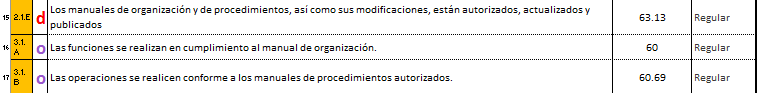 15 2.1.E d Los manuales de organización y de procedimientos, así como sus modificaciones, están autorizados, actualizados y publicados 63.13 Regular
16 3.1. A o Las funciones se realizan en cumplimiento al manual de organización. 60 Regular
17 3.1. B o Las operaciones se realicen conforme a los manuales de procedimientos autorizados. 60.69 Regular